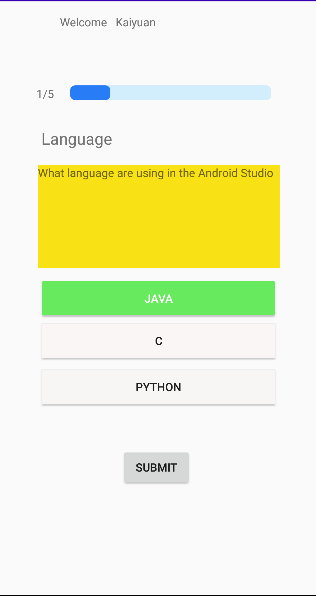 Welcome Kaiyuan
1/5
Language
What language are using in the Android Studio
JAVA
C
PYTHON
SUBMIT